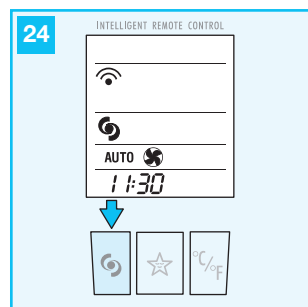 24
INTELLIGENT REMOTE CONTROL
AUTO
11:30
°C/°F